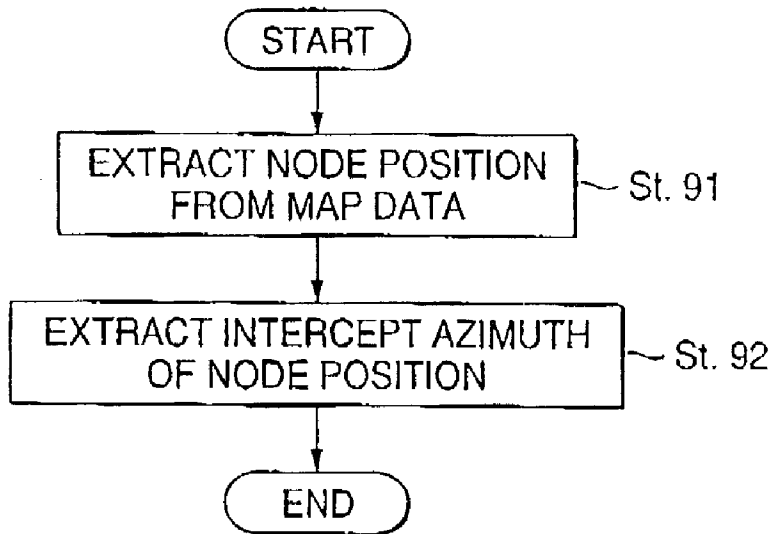 START
EXTRACT NODE POSITION
FROM MAP DATA
St. 91
EXTRACT INTERCEPT AZIMUTH
OF NODE POSITION
St. 92
END